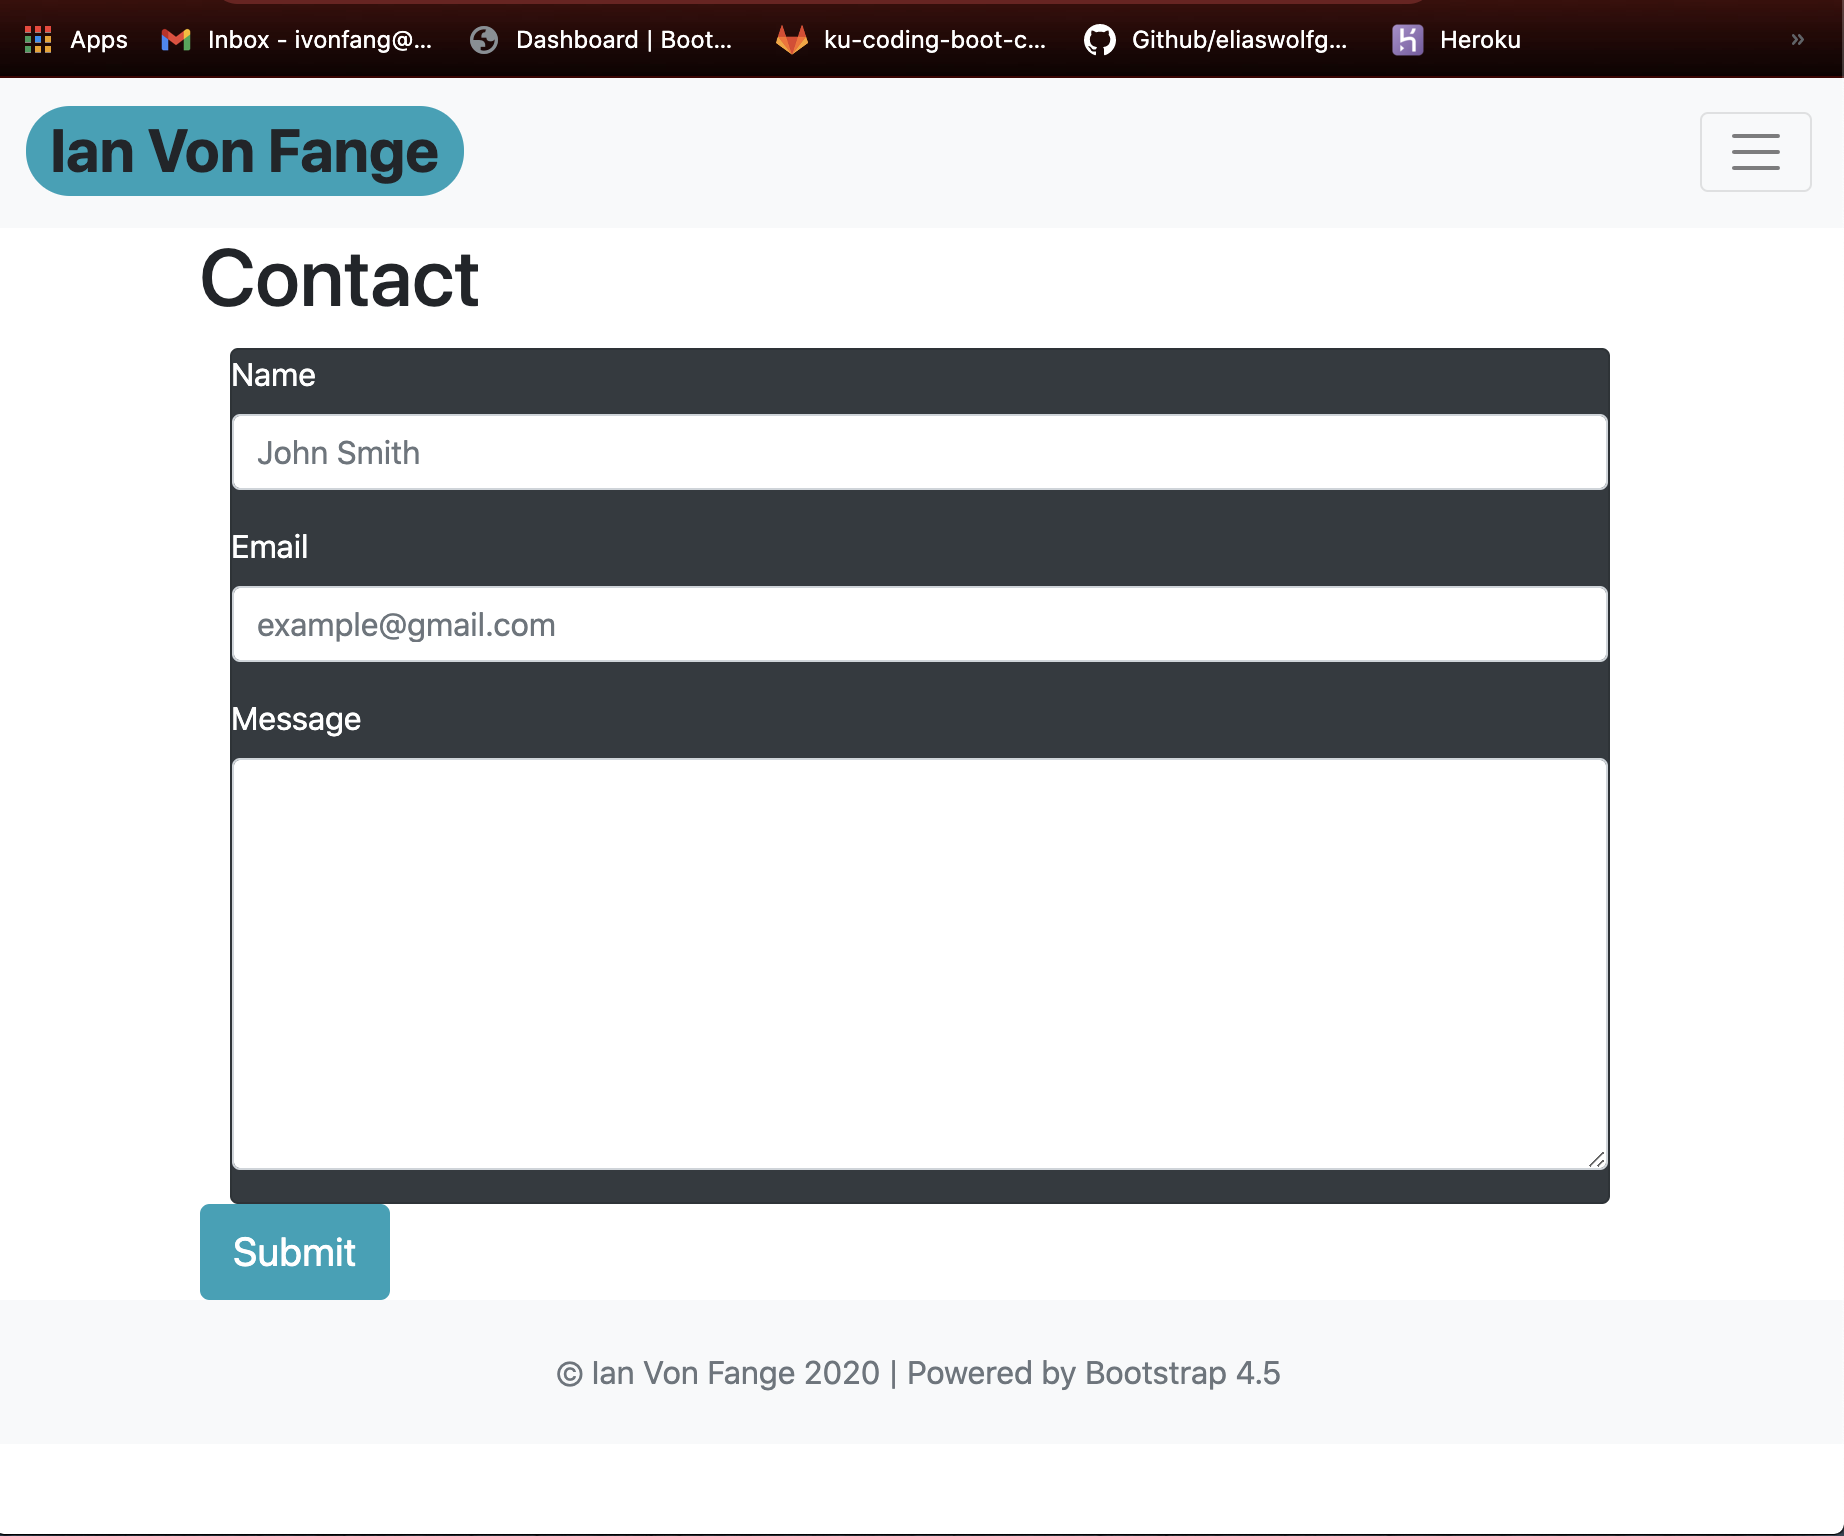 Apps Inbox - ivonfang@... Dashboard | Boot... ku-coding-boot-c... Github/eliaswolfg... Heroku »
Ian Von Fange
Contact
Name
John Smith
Email
example@gmail.com
Message
Submit
© Ian Von Fange 2020 | Powered by Bootstrap 4.5